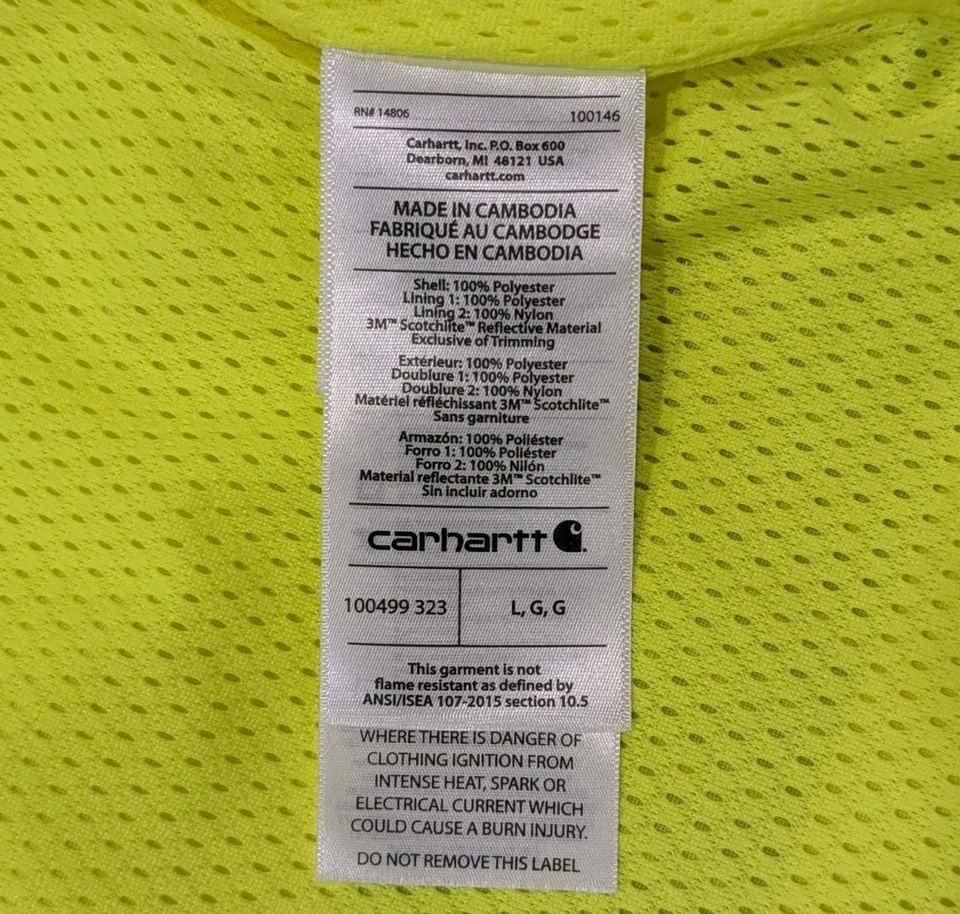 RN# 14806 100146
Carhartt, Inc. P.O. Box 600
Dearborn, MI 48121 USA
carhartt.com
MADE IN CAMBODIA
FABRIQUÉ AU CAMBODGE
HECHO EN CAMBODIA
Shell: 100% Polyester
Lining 1: 100% Polyester
Lining 2: 100% Nylon
3M™ Scotchlite™ Reflective Material
Exclusive of Trimming
Extérieur: 100% Polyester
Doublure 1: 100% Polyester
Doublure 2: 100% Nylon
Matériel réfléchissant 3M™ Scotchlite™
Sans garniture
Armazón: 100% Poliéster
Forro 1: 100% Poliéster
Forro 2: 100% Nilón
Material reflectante 3M™ Scotchlite™
Sin incluir adorno
carhartt
100499 323 L, G, G
This garment is not
flame resistant as defined by
ANSI/ISEA 107-2015 section 10.5
WHERE THERE IS DANGER OF
CLOTHING IGNITION FROM
INTENSE HEAT, SPARK OR
ELECTRICAL CURRENT WHICH
COULD CAUSE A BURN INJURY.
DO NOT REMOVE THIS LABEL